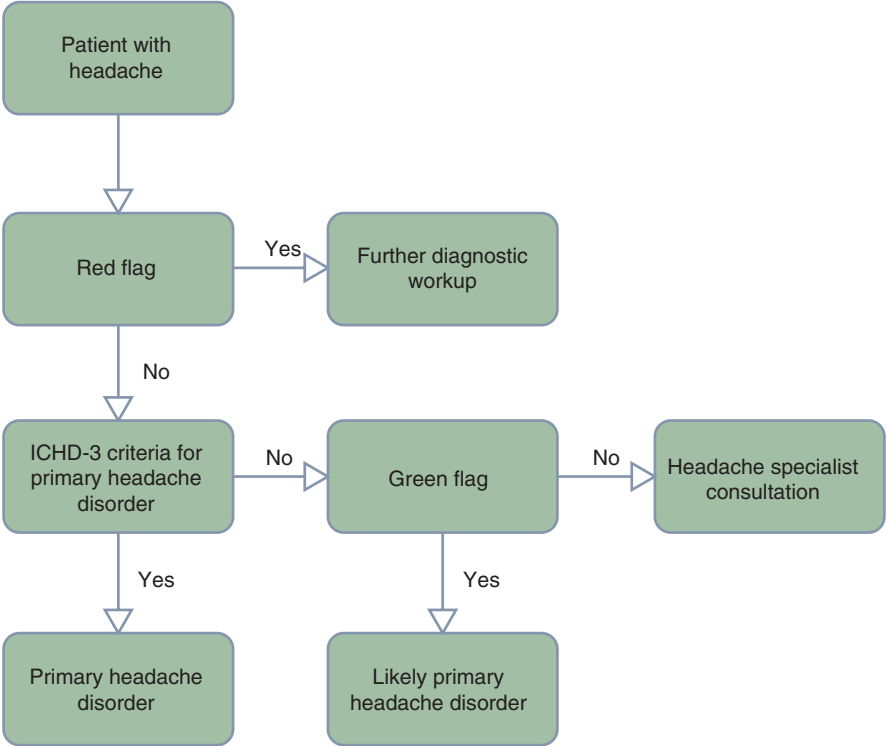 Patient with
headache
Red flag
Yes
Further diagnostic
workup
No
ICHD-3 criteria for
primary headache
disorder
No
Green flag
No
Headache specialist
consultation
Yes
Yes
Primary headache
disorder
Likely primary
headache disorder